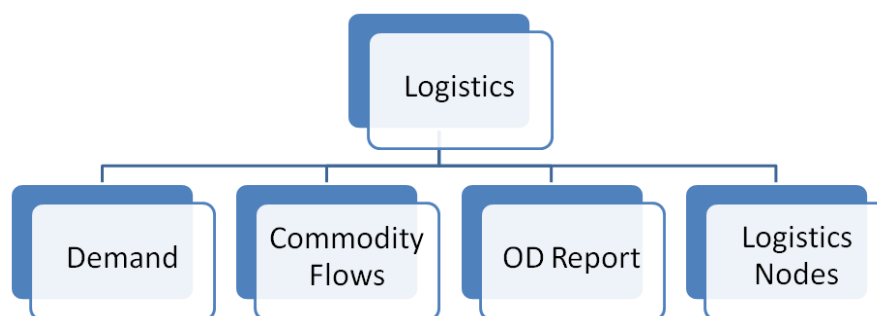 Logistics
Demand
Commodity
Flows
OD Report
Logistics
Nodes